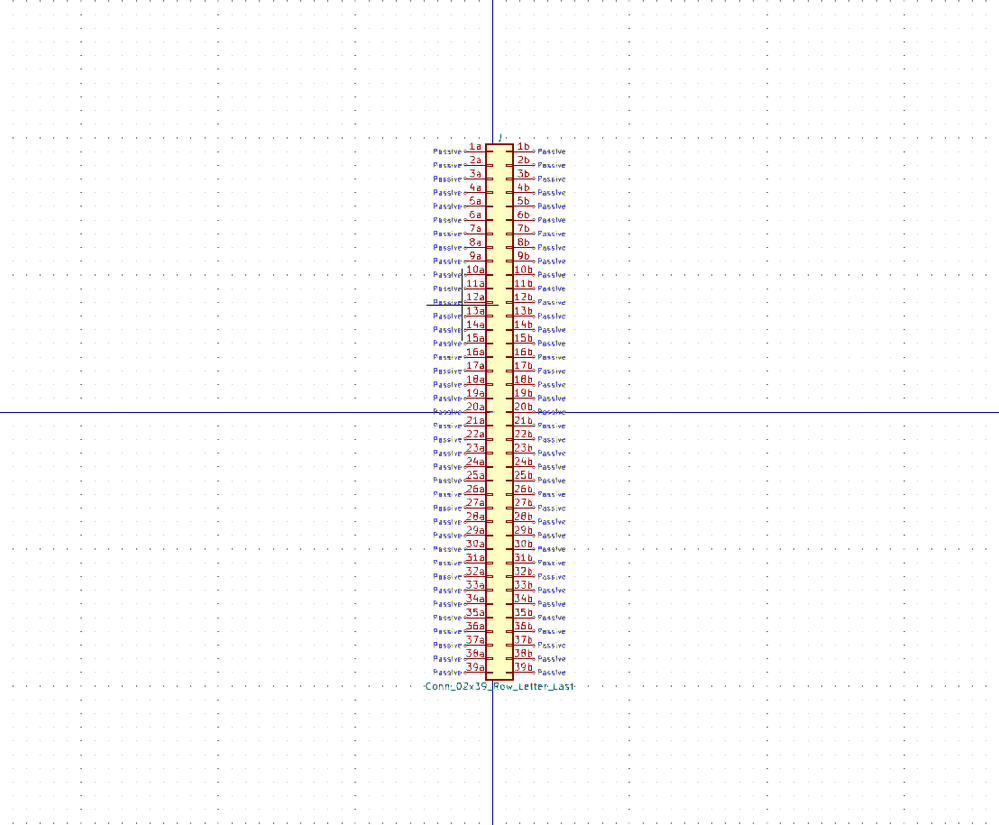 J
Passive 1a 1b Passive
Passive 2a 2b Passive
Passive 3a 3b Passive
Passive 4a 4b Passive
Passive 5a 5b Passive
Passive 6a 6b Passive
Passive 7a 7b Passive
Passive 8a 8b Passive
Passive 9a 9b Passive
Passive 10a 10b Passive
Passive 11a 11b Passive
Passive 12a 12b Passive
Passive 13a 13b Passive
Passive 14a 14b Passive
Passive 15a 15b Passive
Passive 16a 16b Passive
Passive 17a 17b Passive
Passive 18a 18b Passive
Passive 19a 19b Passive
Passive 20a 20b Passive
Passive 21a 21b Passive
Passive 22a 22b Passive
Passive 23a 23b Passive
Passive 24a 24b Passive
Passive 25a 25b Passive
Passive 26a 26b Passive
Passive 27a 27b Passive
Passive 28a 28b Passive
Passive 29a 29b Passive
Passive 30a 30b Passive
Passive 31a 31b Passive
Passive 32a 32b Passive
Passive 33a 33b Passive
Passive 34a 34b Passive
Passive 35a 35b Passive
Passive 36a 36b Passive
Passive 37a 37b Passive
Passive 38a 38b Passive
Passive 39a 39b Passive
Conn_02x39_Row_Letter_Last